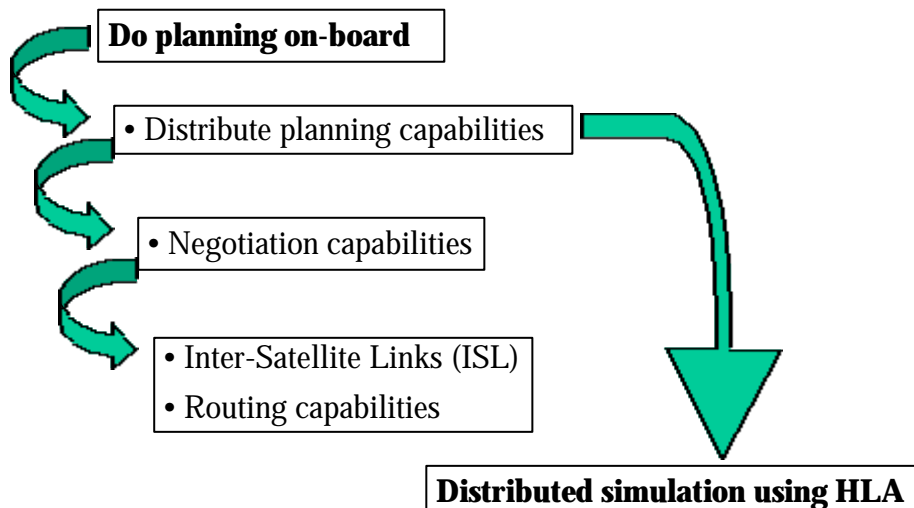 Do planning on-board
• Distribute planning capabilities
• Negotiation capabilities
• Inter-Satellite Links (ISL)
• Routing capabilities
Distributed simulation using HLA